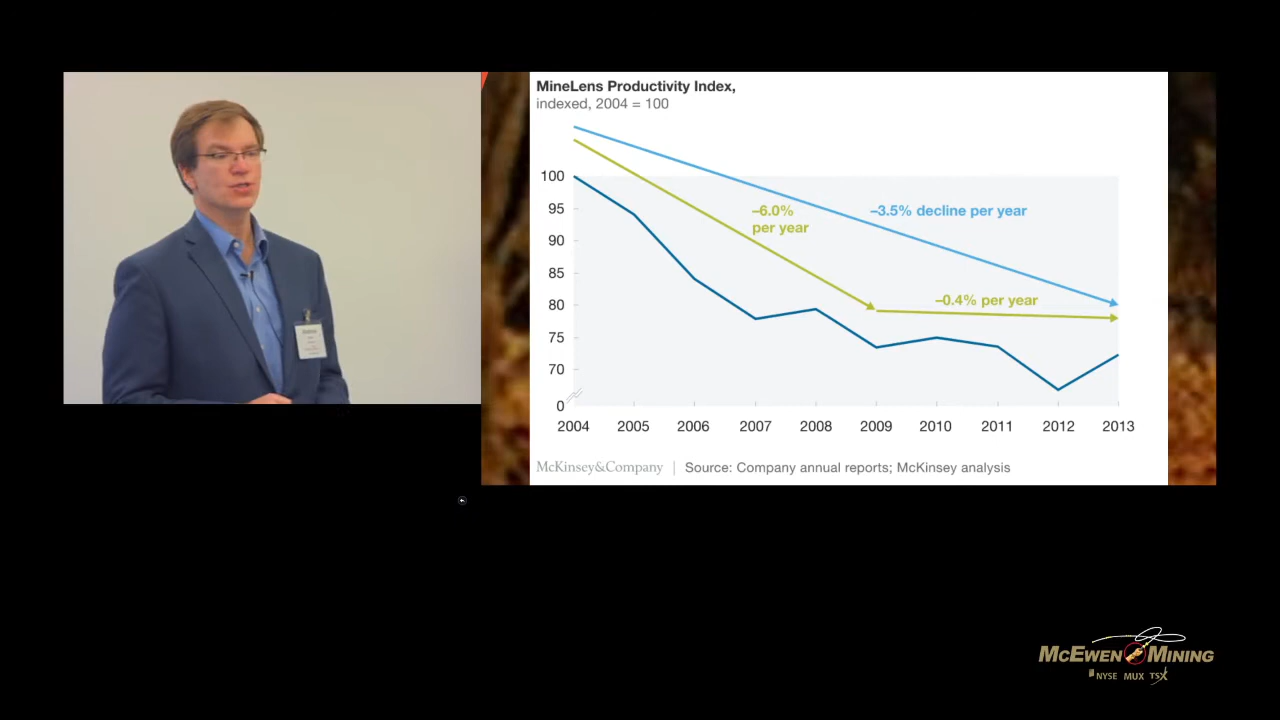 MineLens Productivity Index,
indexed, 2004 = 100
100
95
90
85
80
75
70
0
–6.0%
per year
–3.5% decline per year
–0.4% per year
2004 2005 2006 2007 2008 2009 2010 2011 2012 2013
McKinsey&Company | Source: Company annual reports; McKinsey analysis
McEwen Mining
NYSE MUX TSX